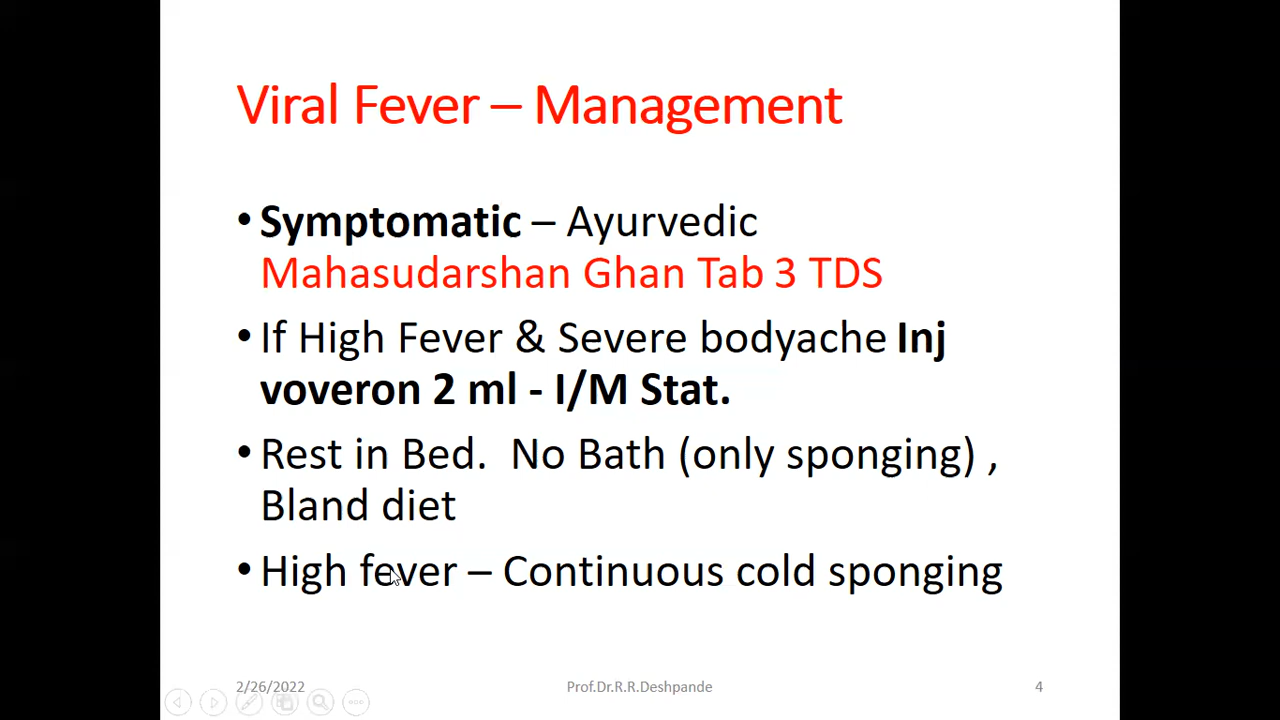 Viral Fever – Management
• Symptomatic – Ayurvedic
Mahasudarshan Ghan Tab 3 TDS
• If High Fever & Severe bodyache Inj
voveron 2 ml - I/M Stat.
• Rest in Bed.  No Bath (only sponging) ,
Bland diet
• High fever – Continuous cold sponging
2/26/2022
Prof.Dr.R.R.Deshpande
4